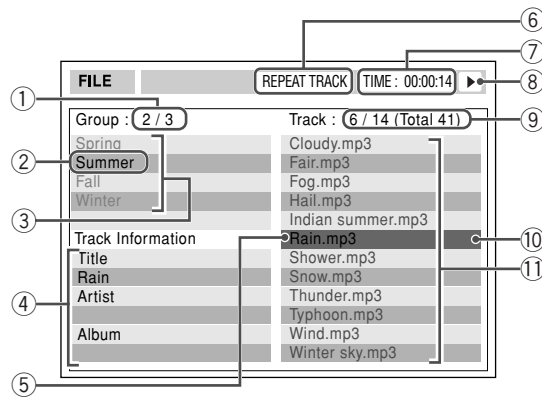 ⑥
⑦
FILE REPEAT TRACK TIME : 00:00:14 ⑧
①
Group : 2 / 3 Track : 6 / 14 (Total 41) ⑨
Spring Cloudy.mp3
② Summer Fair.mp3
Fall Fog.mp3
③ Winter Hail.mp3
Indian summer.mp3
Track Information Rain.mp3 ⑩
Title Shower.mp3 ⑪
Rain Snow.mp3
④ Artist Thunder.mp3
Typhoon.mp3
Album Wind.mp3
Winter sky.mp3
⑤